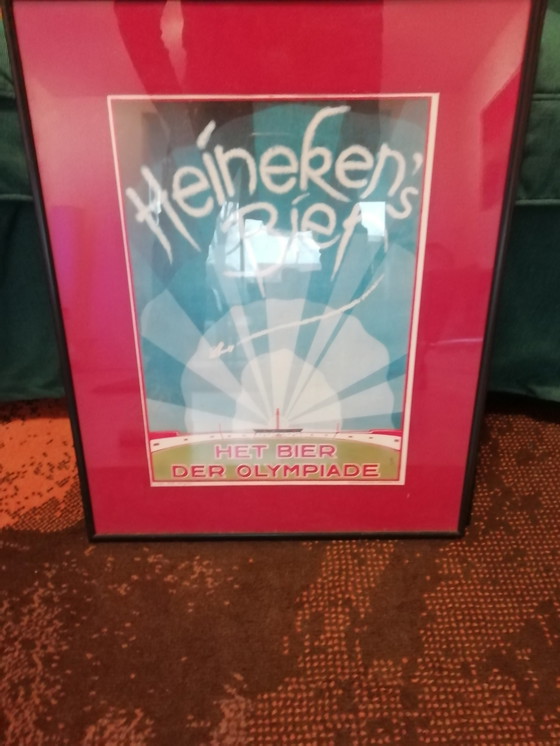 Heineken's
Bier
HET BIER
DER OLYMPIADE